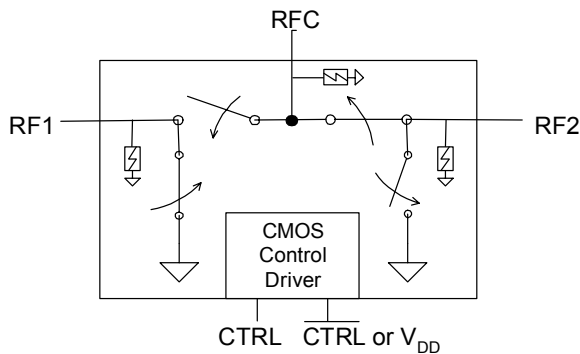 RFC
RF1
RF2
CMOS
Control
Driver
CTRL
CTRL or VDD